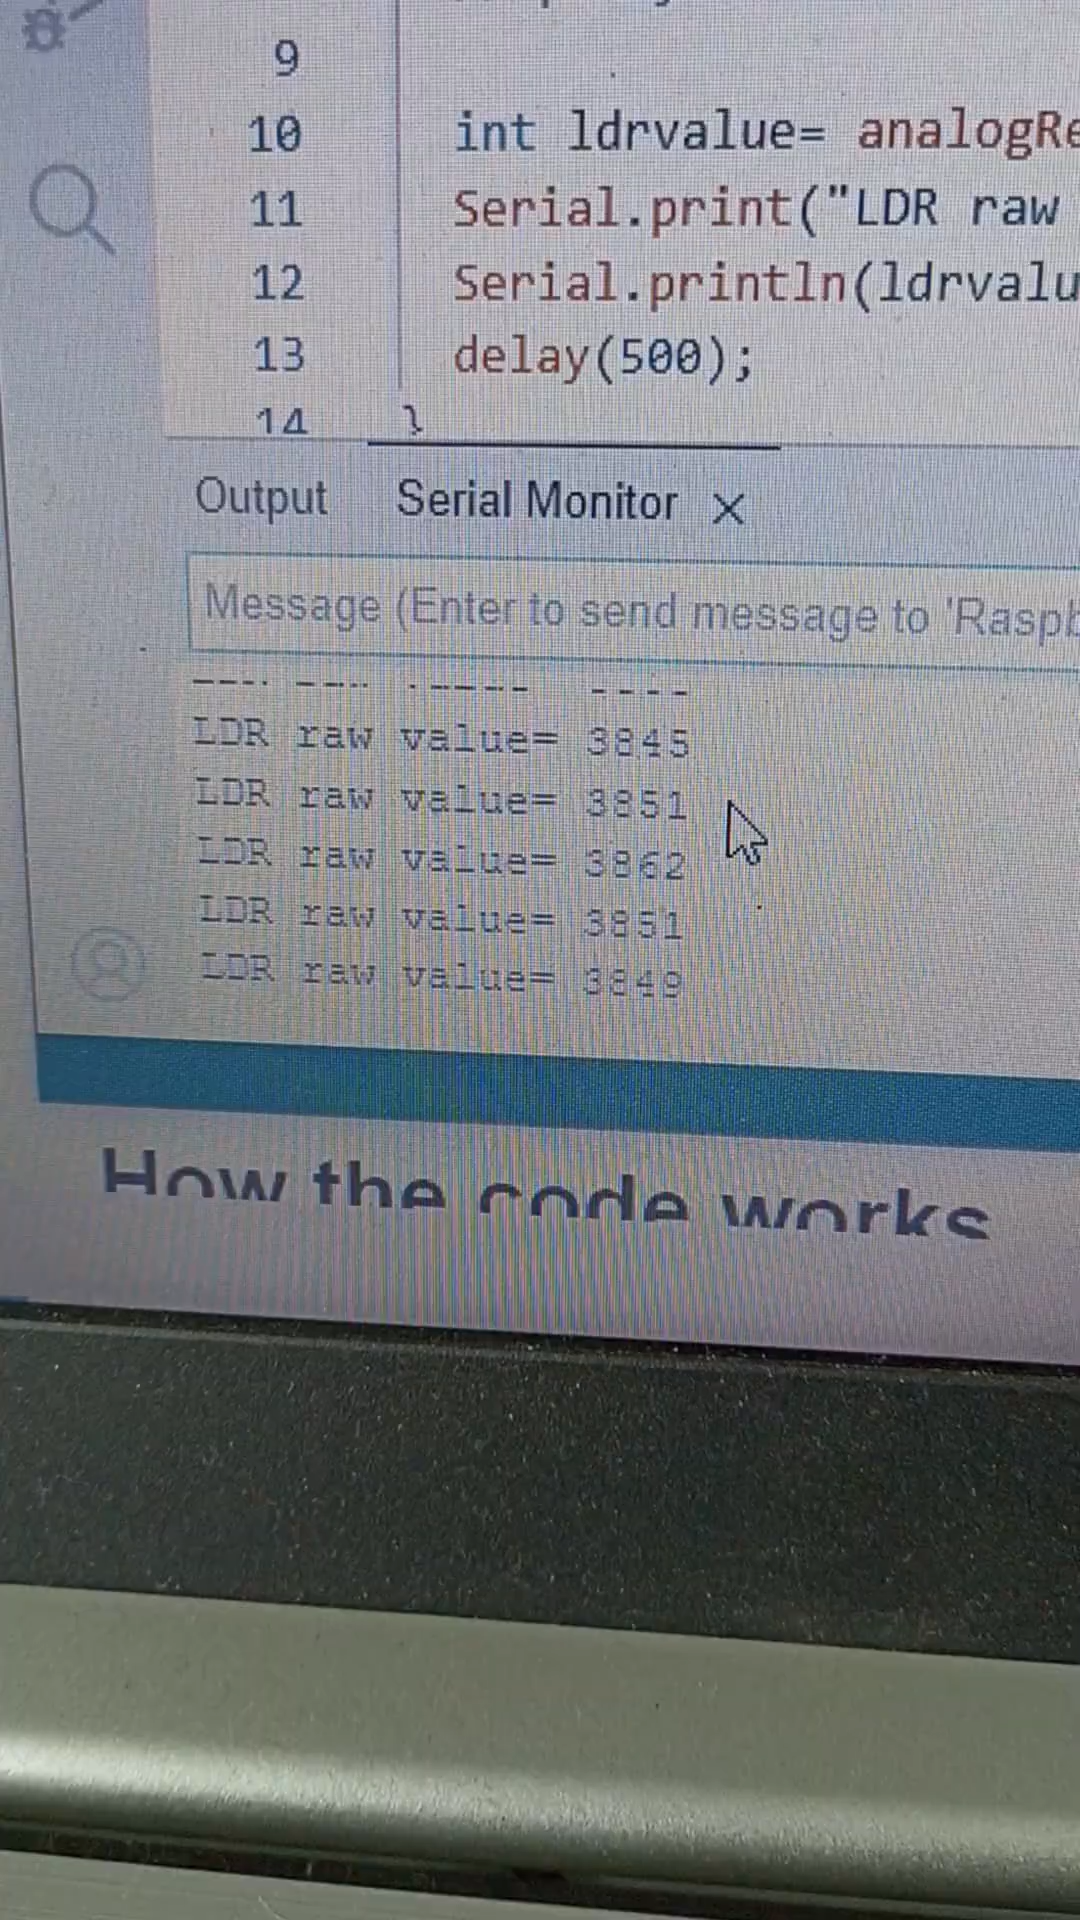 9
10 int ldrvalue= analogRe
11 Serial.print("LDR raw
12 Serial.println(ldrvalu
13 delay(500);
14 }
Output Serial Monitor X
Message (Enter to send message to 'Raspb
LDR raw value= 3845
LDR raw value= 3851
LDR raw value= 3862
LDR raw value= 3851
LDR raw value= 3849
How the code works